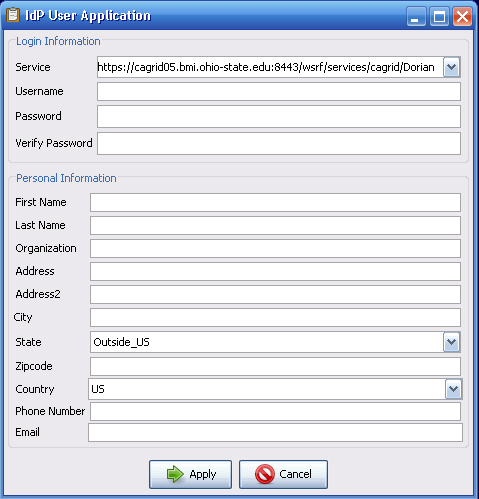 IdP User Application
Login Information
Service https://cagrid05.bmi.ohio-state.edu:8443/wsrf/services/cagrid/Dorian
Username
Password
Verify Password
Personal Information
First Name
Last Name
Organization
Address
Address2
City
State Outside_US
Zipcode
Country US
Phone Number
Email
Apply Cancel